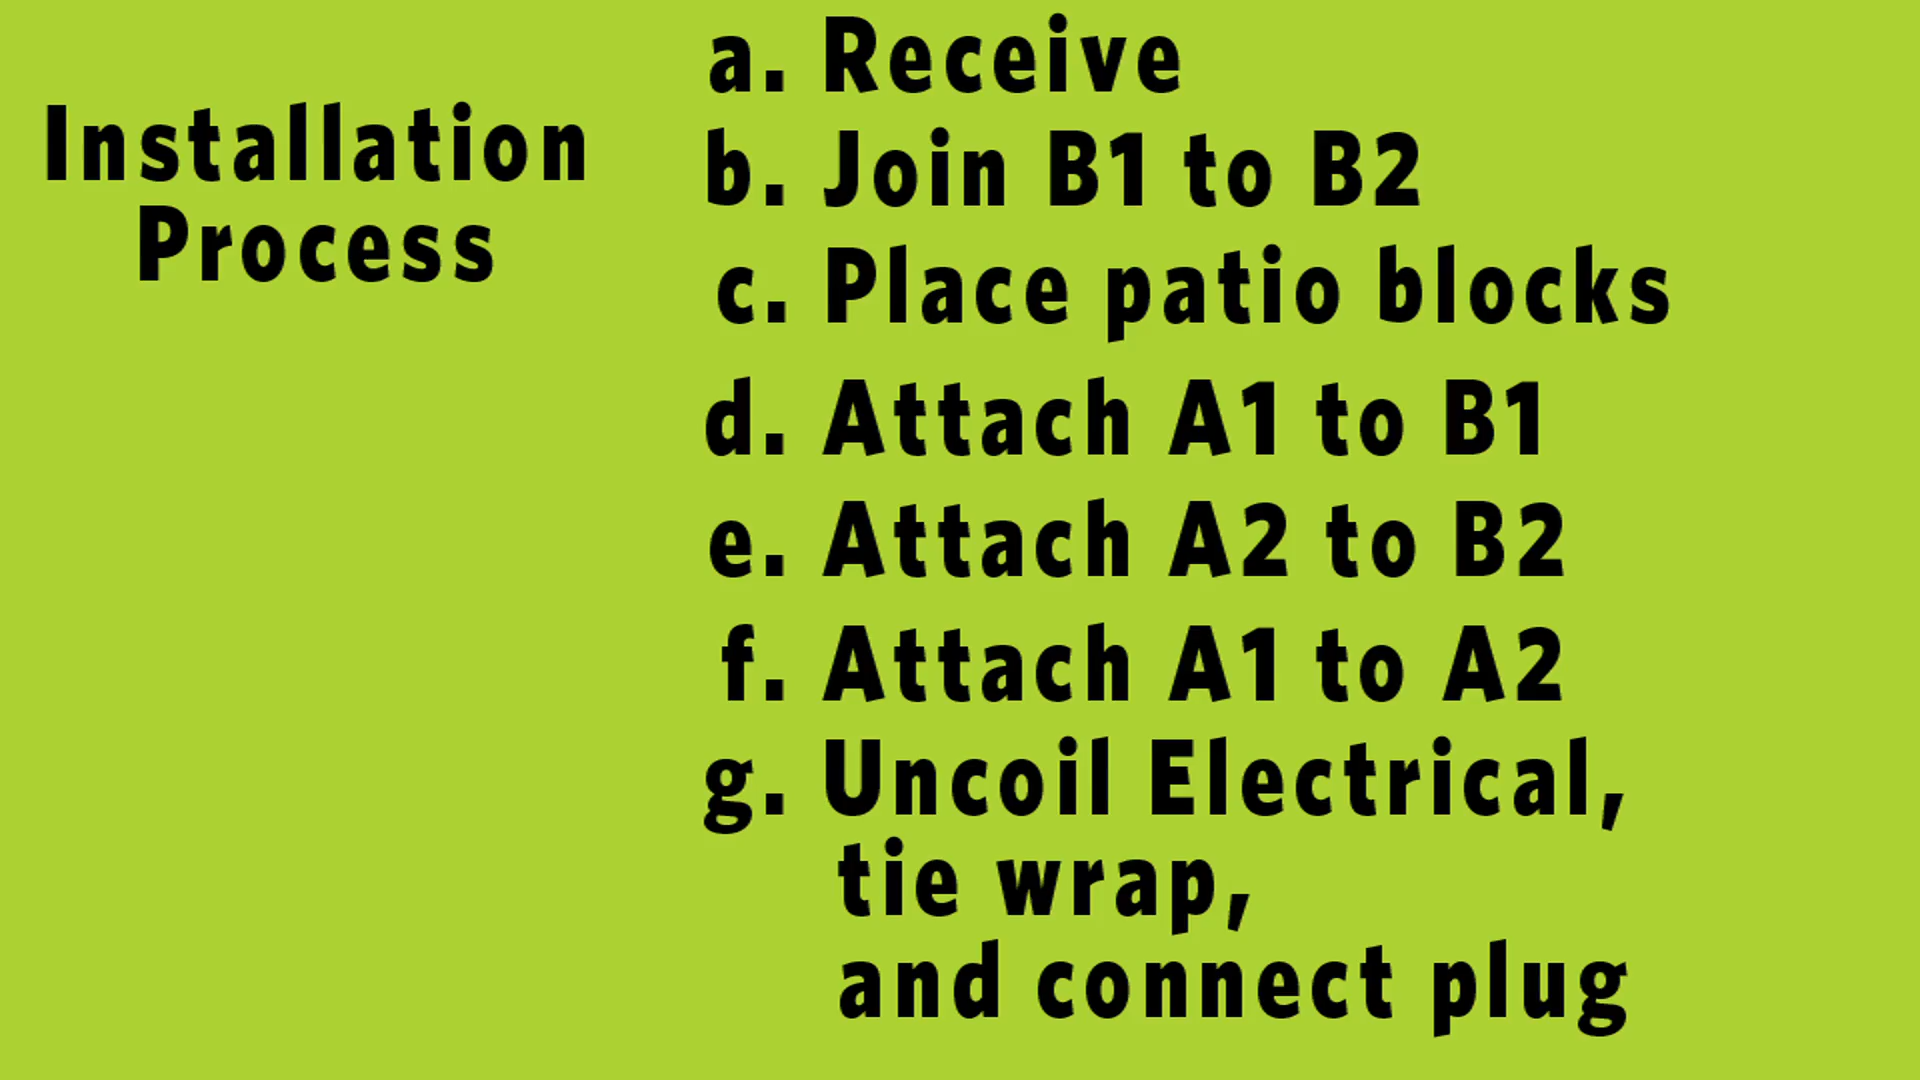 Installation
Process
a. Receive
b. Join B1 to B2
c. Place patio blocks
d. Attach A1 to B1
e. Attach A2 to B2
f. Attach A1 to A2
g. Uncoil Electrical,
tie wrap,
and connect plug